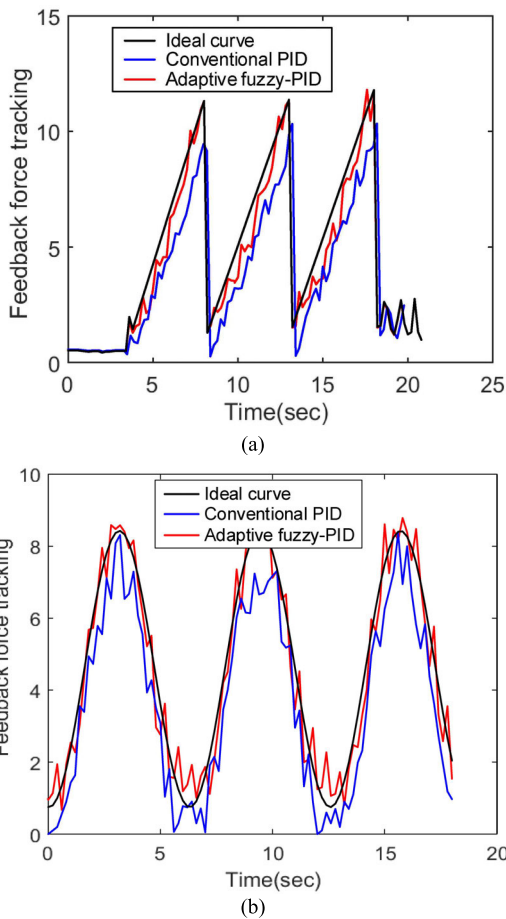 15
Ideal curve
Conventional PID
Adaptive fuzzy-PID
10
5
0
Feedback force tracking
0 5 10 15 20 25
Time(sec)
(a)
10
Ideal curve
Conventional PID
Adaptive fuzzy-PID
8
6
4
2
0
Feedback force tracking
0 5 10 15 20
Time(sec)
(b)